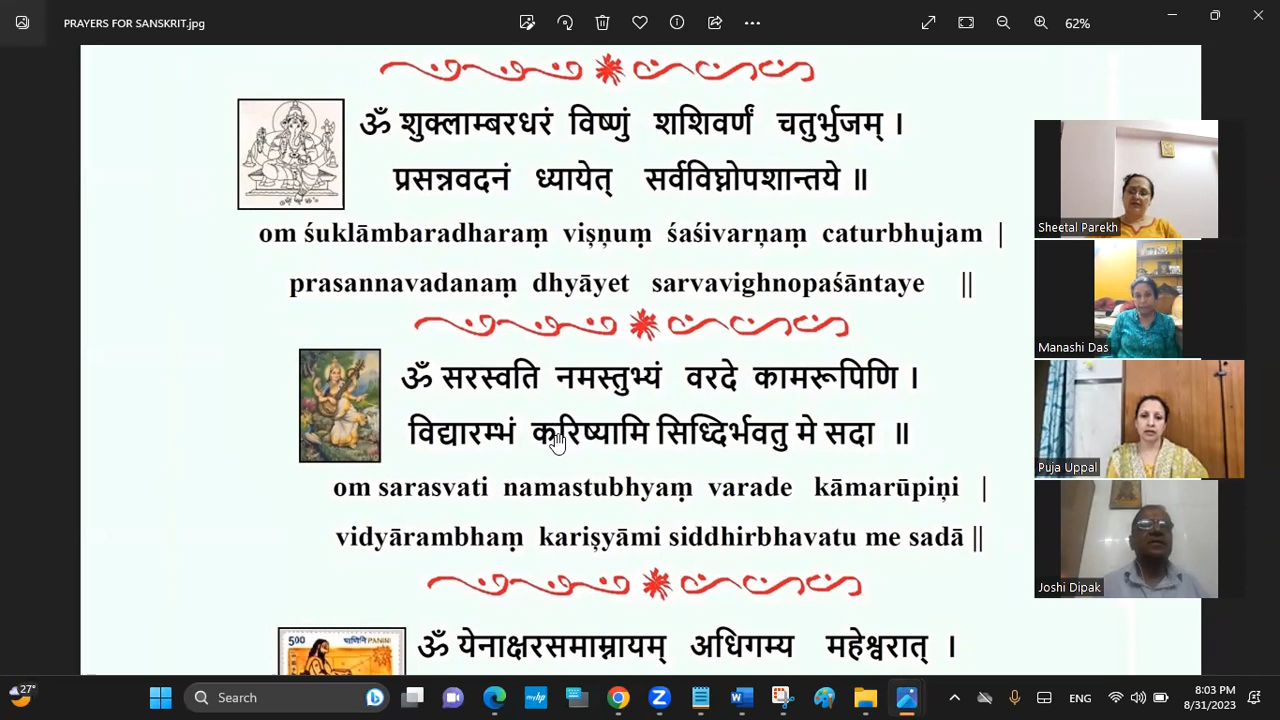 PRAYERS FOR SANSKRIT.jpg
62%
ॐ शुक्लाम्बरधरं विष्णुं शशिवर्णं चतुर्भुजम् ।
प्रसन्नवदनं ध्यायेत् सर्वविघ्नोपशान्तये ॥
om śuklāmbaradharaṃ viṣṇuṃ śaśivarṇaṃ caturbhujam |
prasannavadanaṃ dhyāyet sarvavighnopaśāntaye ||
ॐ सरस्वति नमस्तुभ्यं वरदे कामरूपिणि ।
विद्यारम्भं करिष्यामि सिध्दिर्भवतु मे सदा ॥
om sarasvati namastubhyaṃ varade kāmarūpiṇi |
vidyārambhaṃ kariṣyāmi siddhirbhavatu me sadā ||
5.00 पाणिनि PANINI
ॐ येनाक्षरसमाम्नायम् अधिगम्य महेश्वरात् ।
Sheetal Parekh
Manashi Das
Puja Uppal
Joshi Dipak
27°
Search
ENG
8:03 PM
8/31/2023